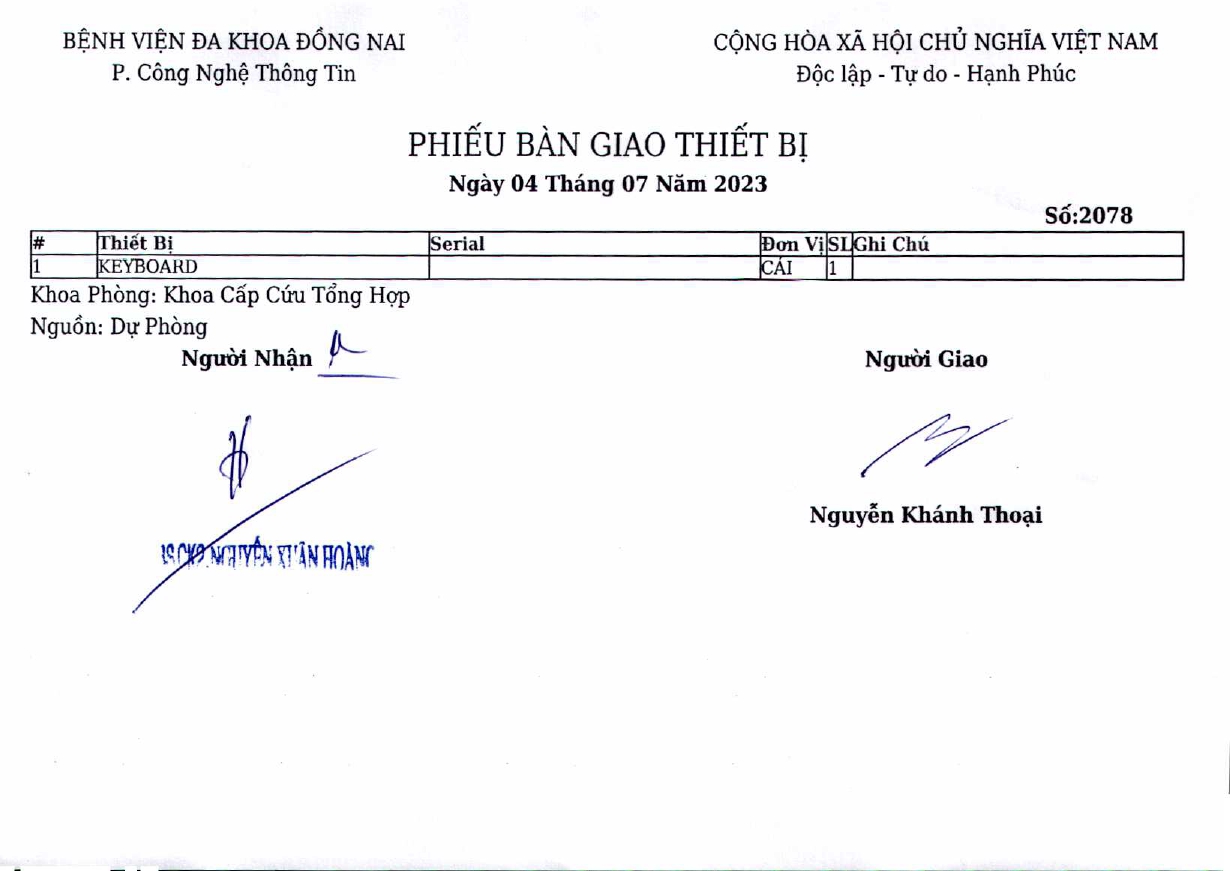 BỆNH VIỆN ĐA KHOA ĐỒNG NAI
P. Công Nghệ Thông Tin
CỘNG HÒA XÃ HỘI CHỦ NGHĨA VIỆT NAM
Độc lập - Tự do - Hạnh Phúc
PHIẾU BÀN GIAO THIẾT BỊ
Ngày 04 Tháng 07 Năm 2023
Số:2078
# Thiết Bị Serial Đơn Vị SL Ghi Chú
1 KEYBOARD CÁI 1
Khoa Phòng: Khoa Cấp Cứu Tổng Hợp
Nguồn: Dự Phòng
Người Nhận Người Giao
Nguyễn Khánh Thoại
NGUYỄN XUÂN HOÀNG